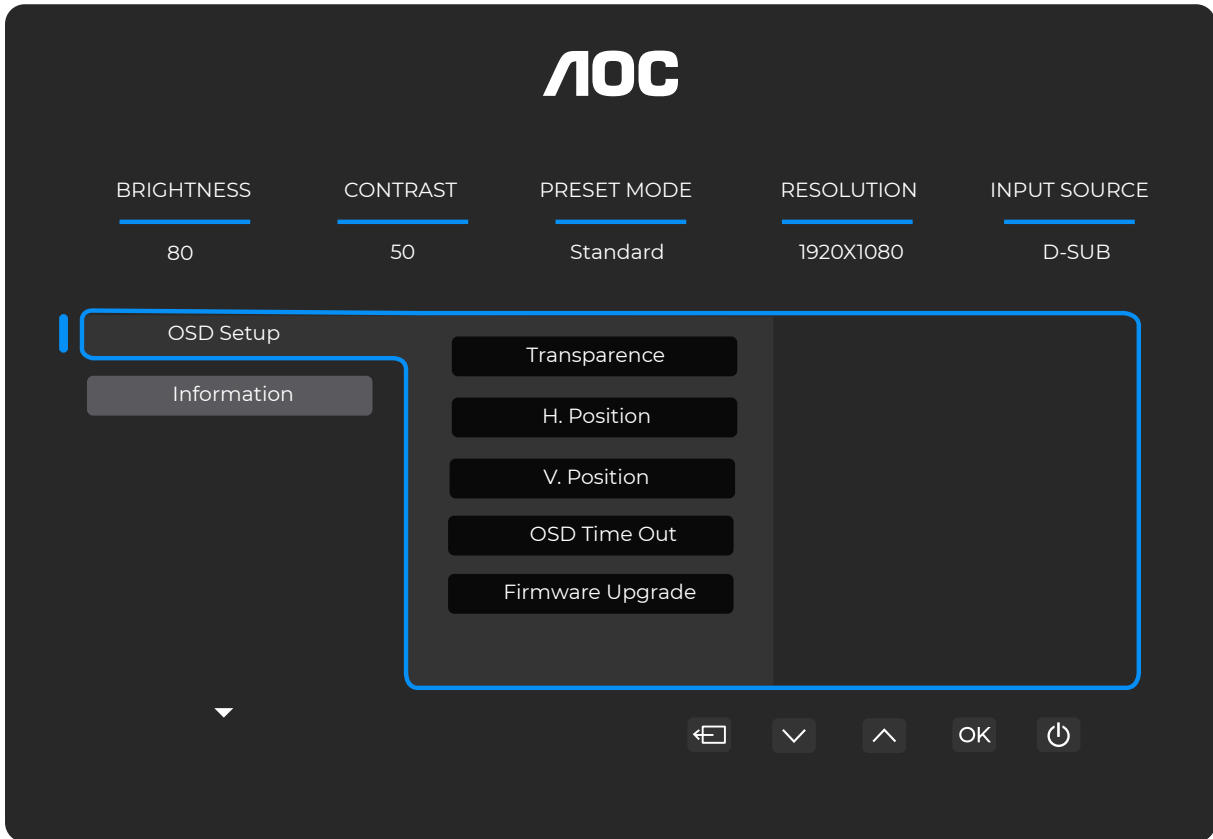 AOC
BRIGHTNESS CONTRAST PRESET MODE RESOLUTION INPUT SOURCE
80 50 Standard 1920X1080 D-SUB
OSD Setup
Transparence
Information
H. Position
V. Position
OSD Time Out
Firmware Upgrade
OK